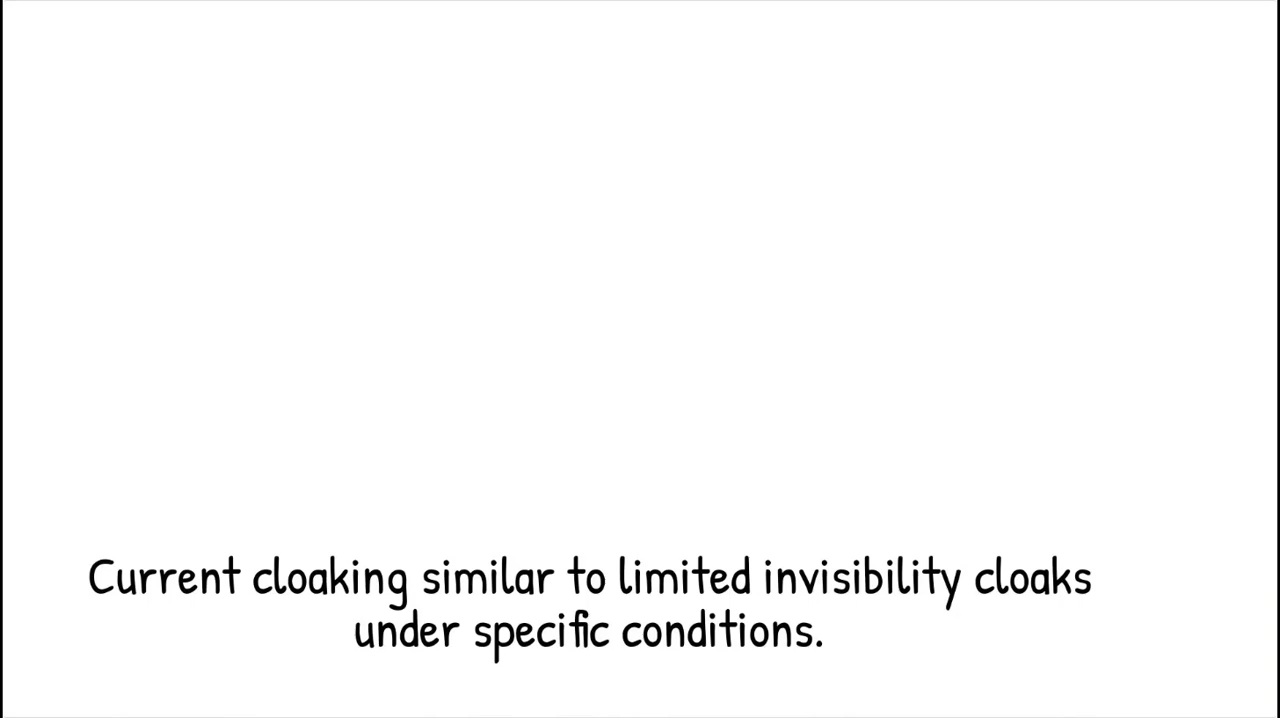 Current cloaking similar to limited invisibility cloaks
under specific conditions.